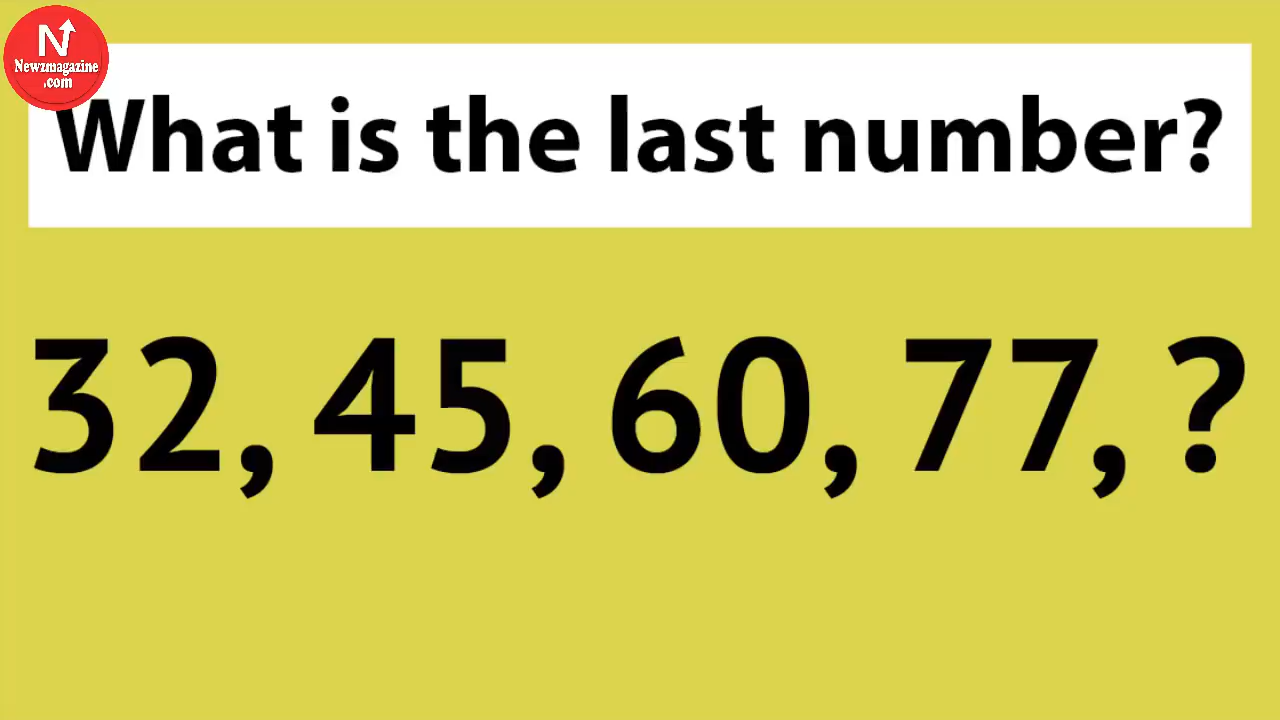 N
Newzmagazine
.com
What is the last number?
32, 45, 60, 77, ?